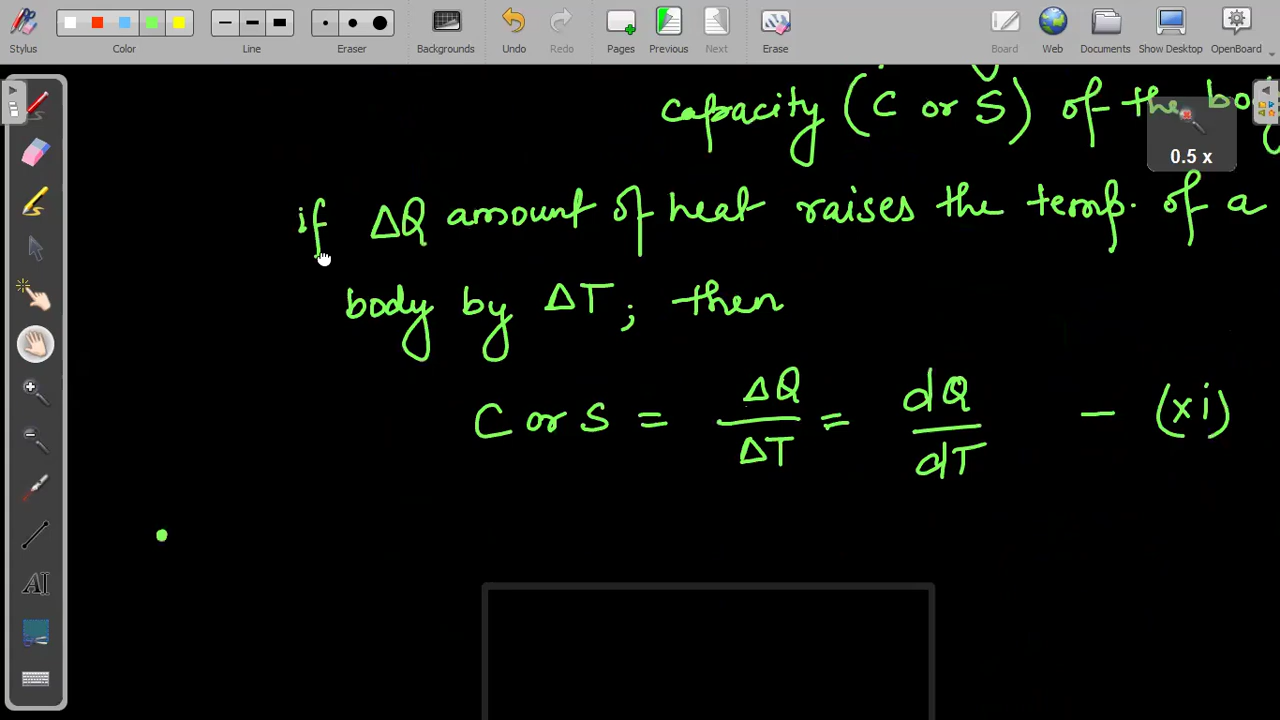 Stylus
Color
Line
Eraser
Backgrounds
Undo
Redo
Pages
Previous
Next
Erase
Board
Web
Documents
Show Desktop
OpenBoard
capacity (C or S) of the body
0.5 x
if ΔQ amount of heat raises the temp. of a
body by ΔT; then
C or S = ΔQ/ΔT = dQ/dT - (xi)
AI